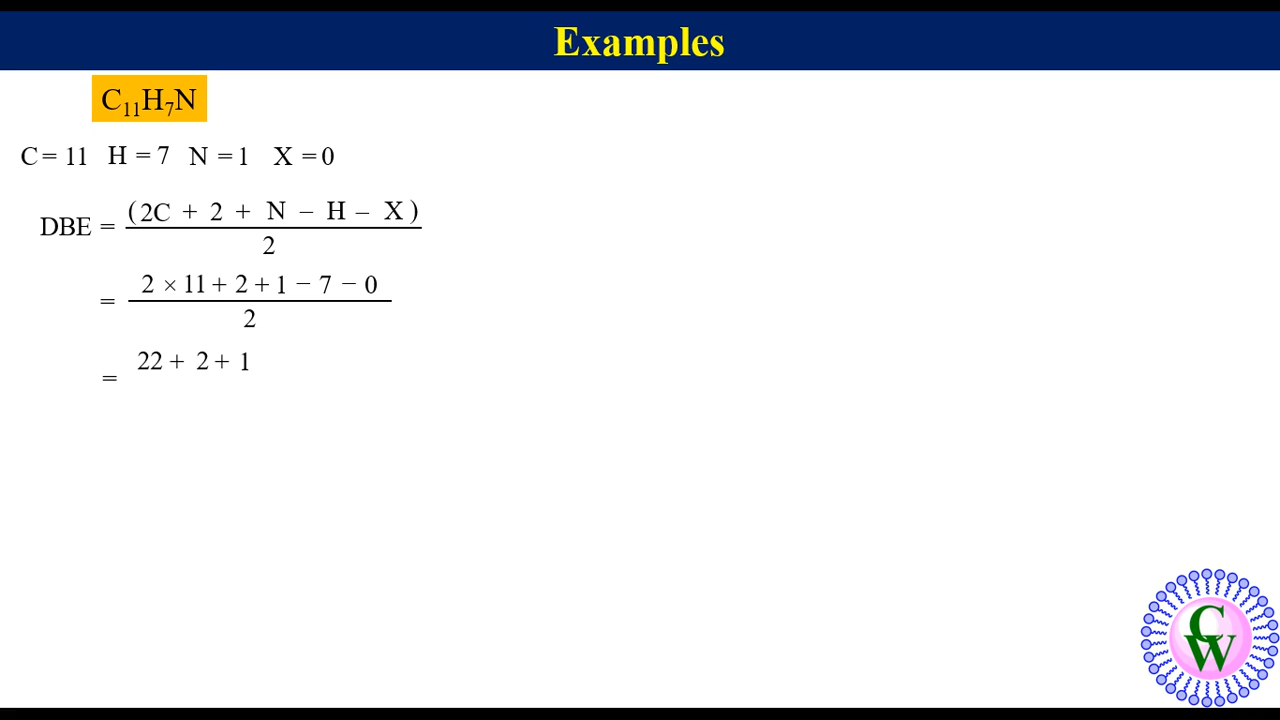 Examples
C₁₁H₇N
C = 11 H = 7 N = 1 X = 0
DBE = (2C + 2 + N – H – X)
2
= 2 × 11 + 2 + 1 − 7 − 0
2
= 22 + 2 + 1
CW